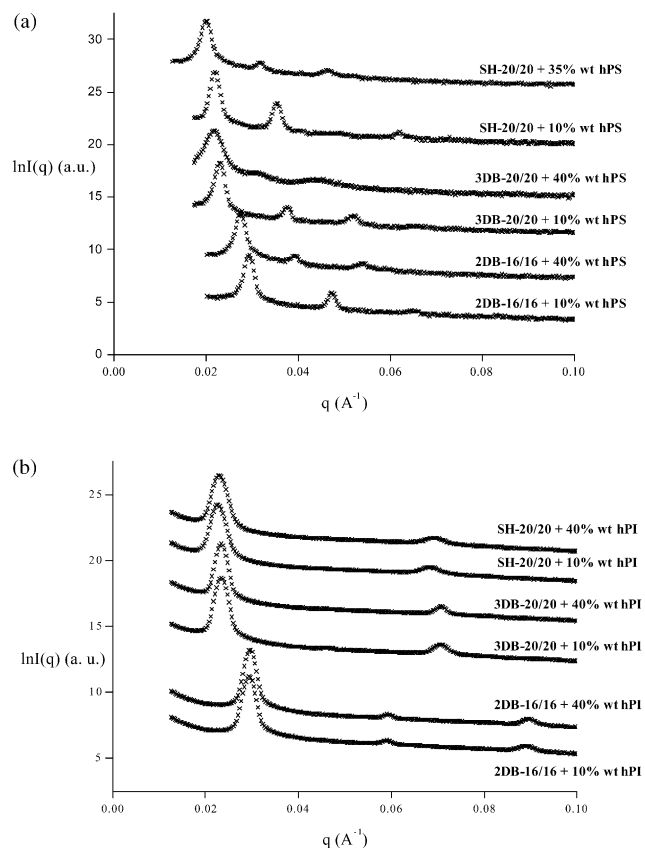 (a)
30
SH-20/20 + 35% wt hPS
25
SH-20/20 + 10% wt hPS
20
lnI(q) (a.u.)
3DB-20/20 + 40% wt hPS
15
3DB-20/20 + 10% wt hPS
10
2DB-16/16 + 40% wt hPS
5
2DB-16/16 + 10% wt hPS
0
0.00 0.02 0.04 0.06 0.08 0.10
q (A⁻¹)
(b)
25
SH-20/20 + 40% wt hPI
20
SH-20/20 + 10% wt hPI
3DB-20/20 + 40% wt hPI
15
3DB-20/20 + 10% wt hPI
lnI(q) (a. u.)
10
2DB-16/16 + 40% wt hPI
5
2DB-16/16 + 10% wt hPI
0.00 0.02 0.04 0.06 0.08 0.10
q (A⁻¹)